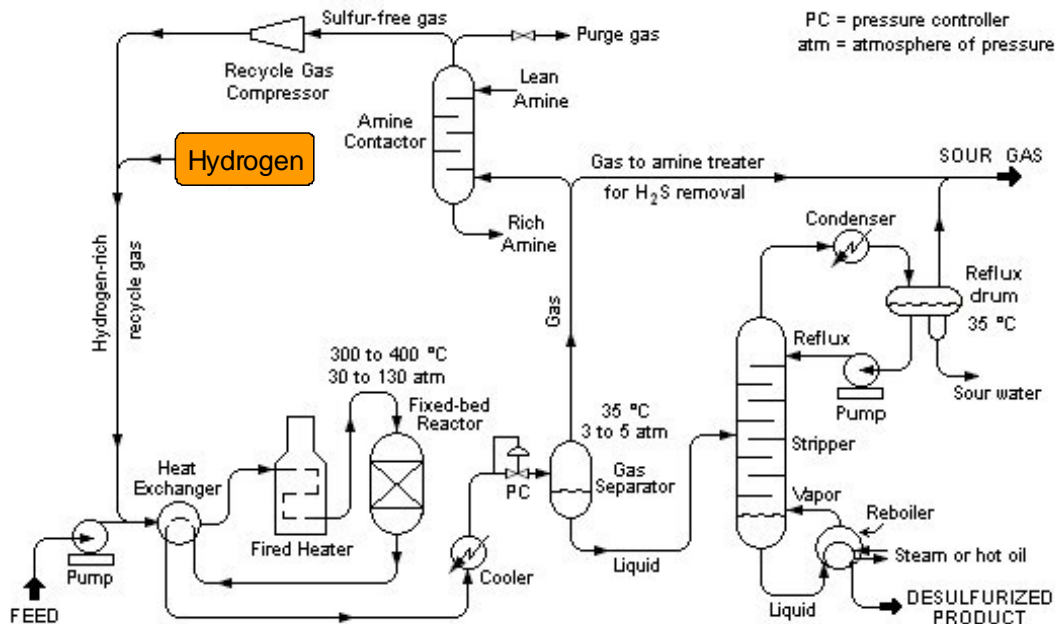 Sulfur-free gas
PC = pressure controller
atm = atmosphere of pressure
Purge gas
Recycle Gas
Compressor
Lean
Amine
Amine
Contactor
Hydrogen
Gas to amine treater
for H₂S removal
SOUR GAS
Rich
Amine
Condenser
Hydrogen-rich
recycle gas
Gas
Reflux
drum
35 °C
300 to 400 °C
30 to 130 atm
Fixed-bed
Reactor
Reflux
Pump
Sour water
35 °C
3 to 5 atm
Gas
Separator
PC
Stripper
Heat
Exchanger
Vapor
Reboiler
Steam or hot oil
Fired Heater
Pump
Cooler
Liquid
Liquid
FEED
DESULFURIZED
PRODUCT